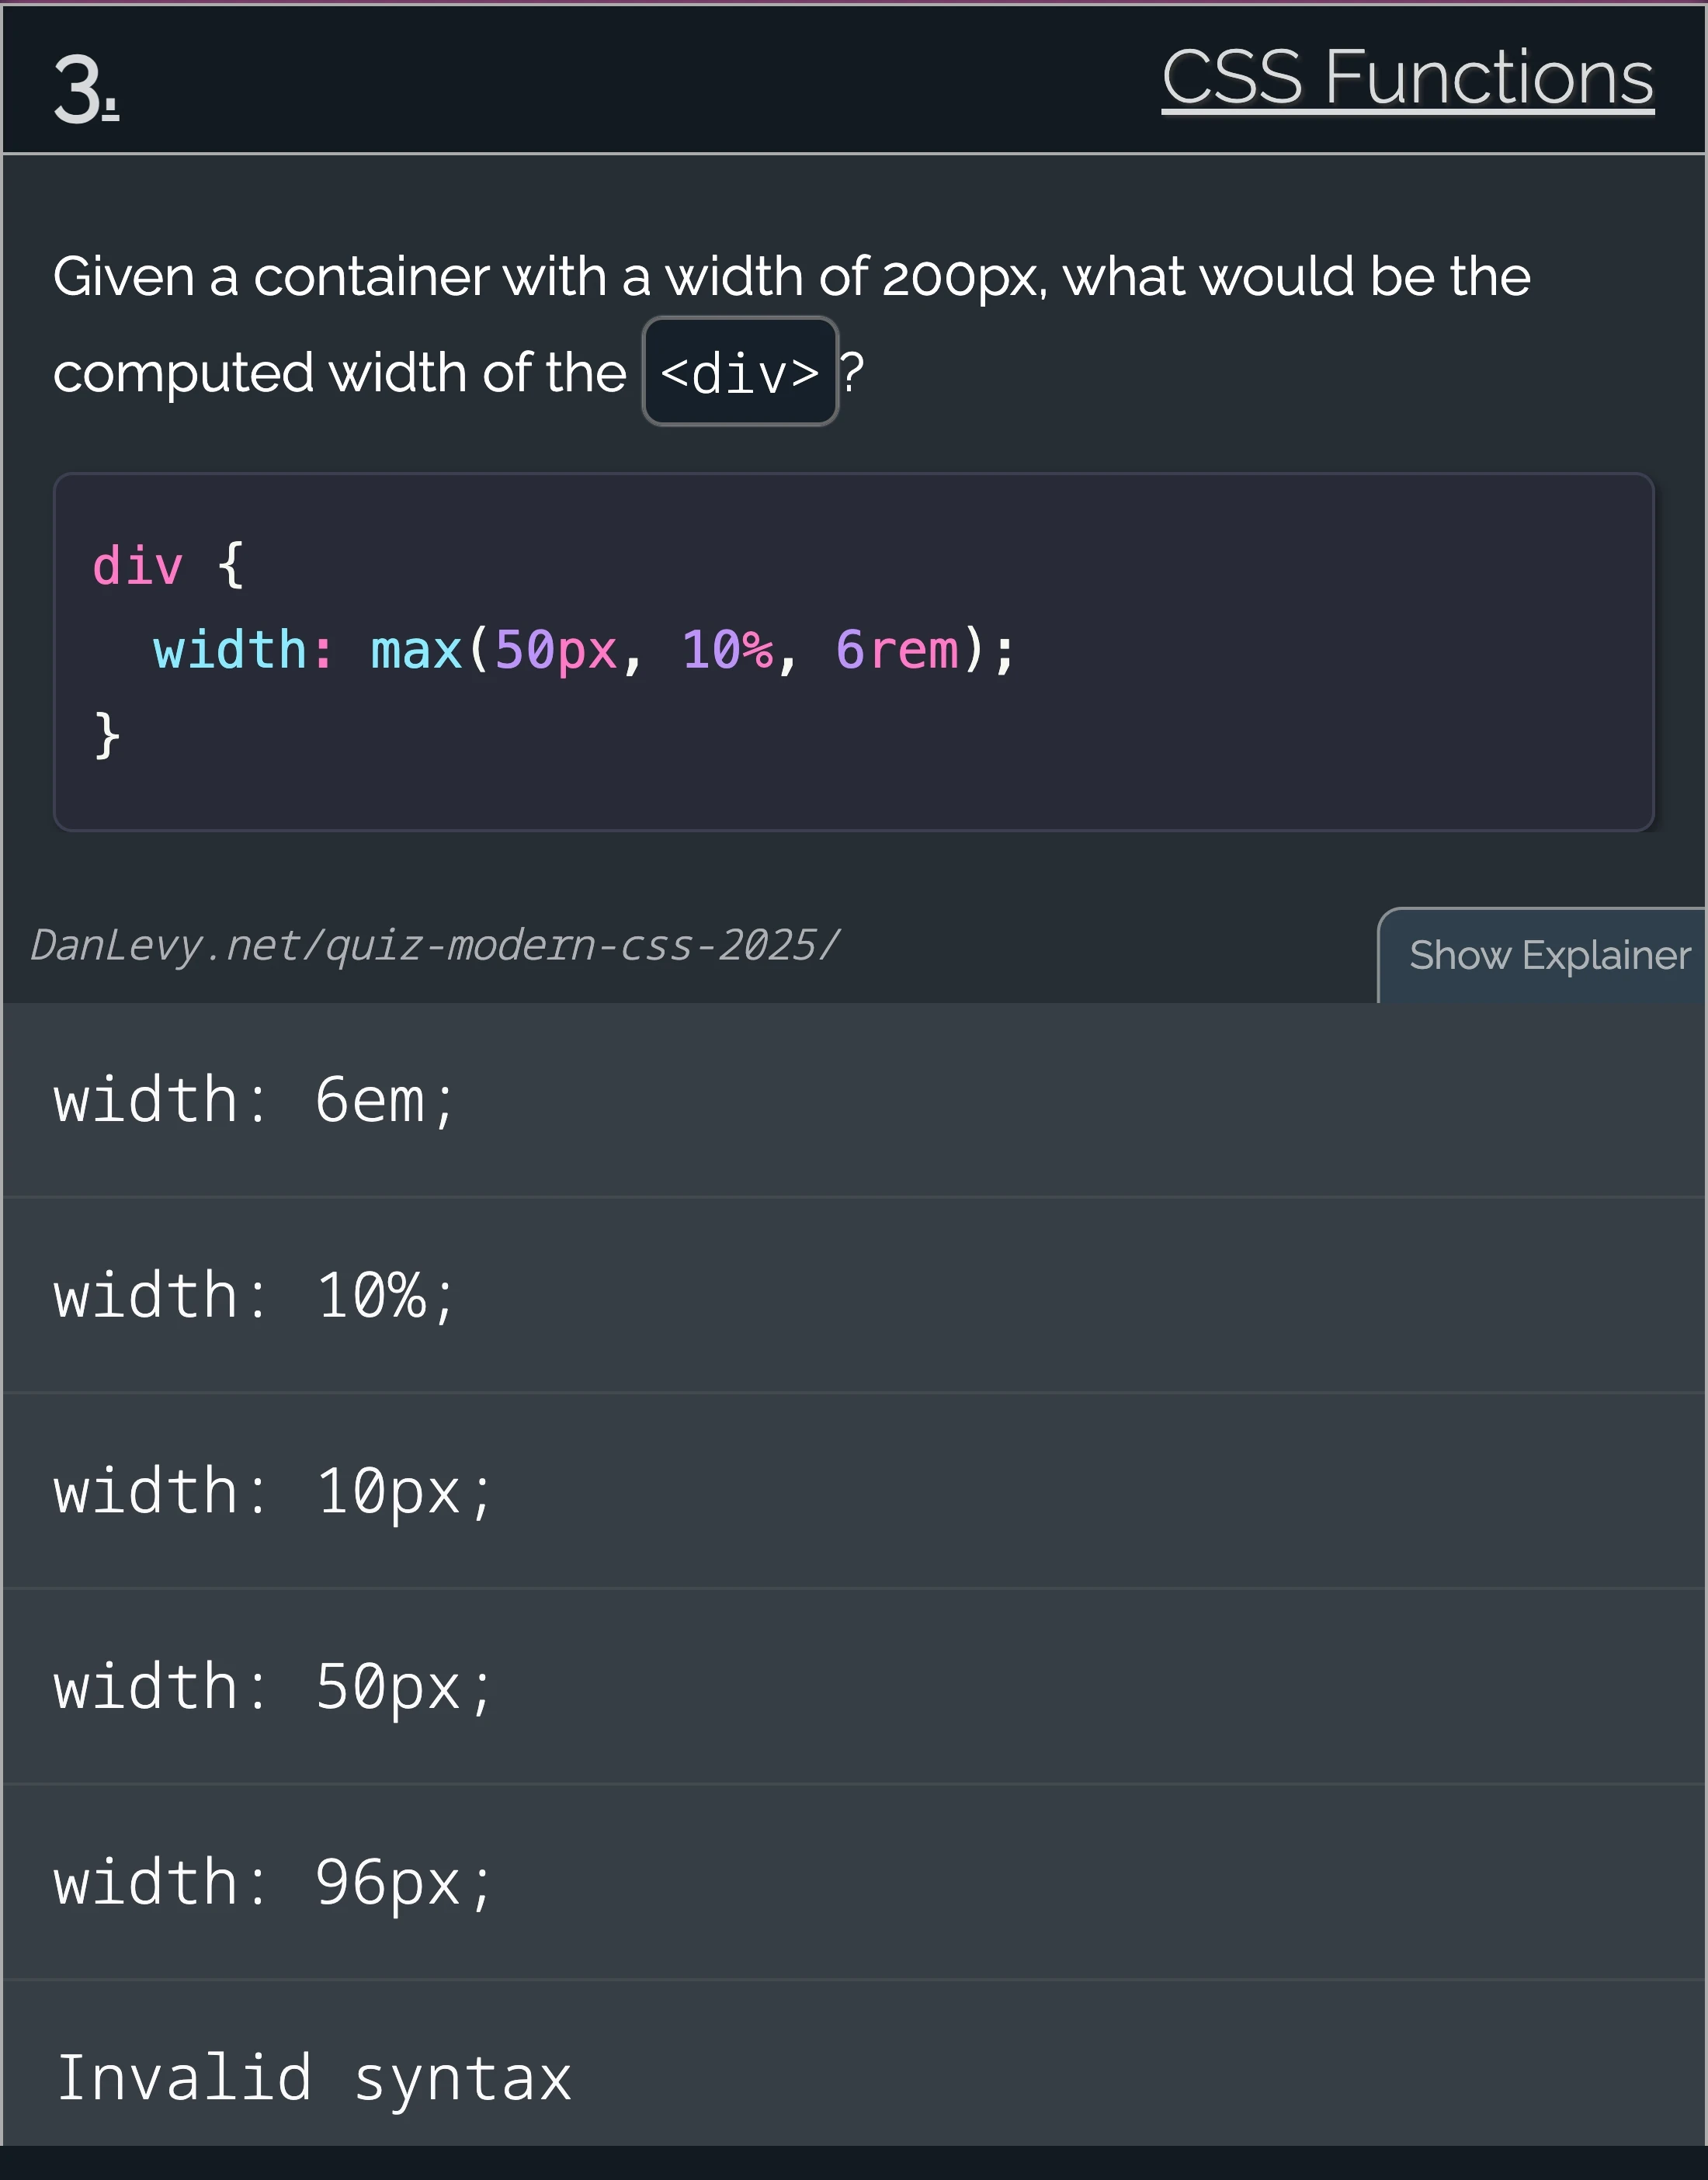 3.
CSS Functions
Given a container with a width of 200px, what would be the
computed width of the <div>?
div {
  width: max(50px, 10%, 6rem);
}
DanLevy.net/quiz-modern-css-2025/
Show Explainer
width: 6em;
width: 10%;
width: 10px;
width: 50px;
width: 96px;
Invalid syntax